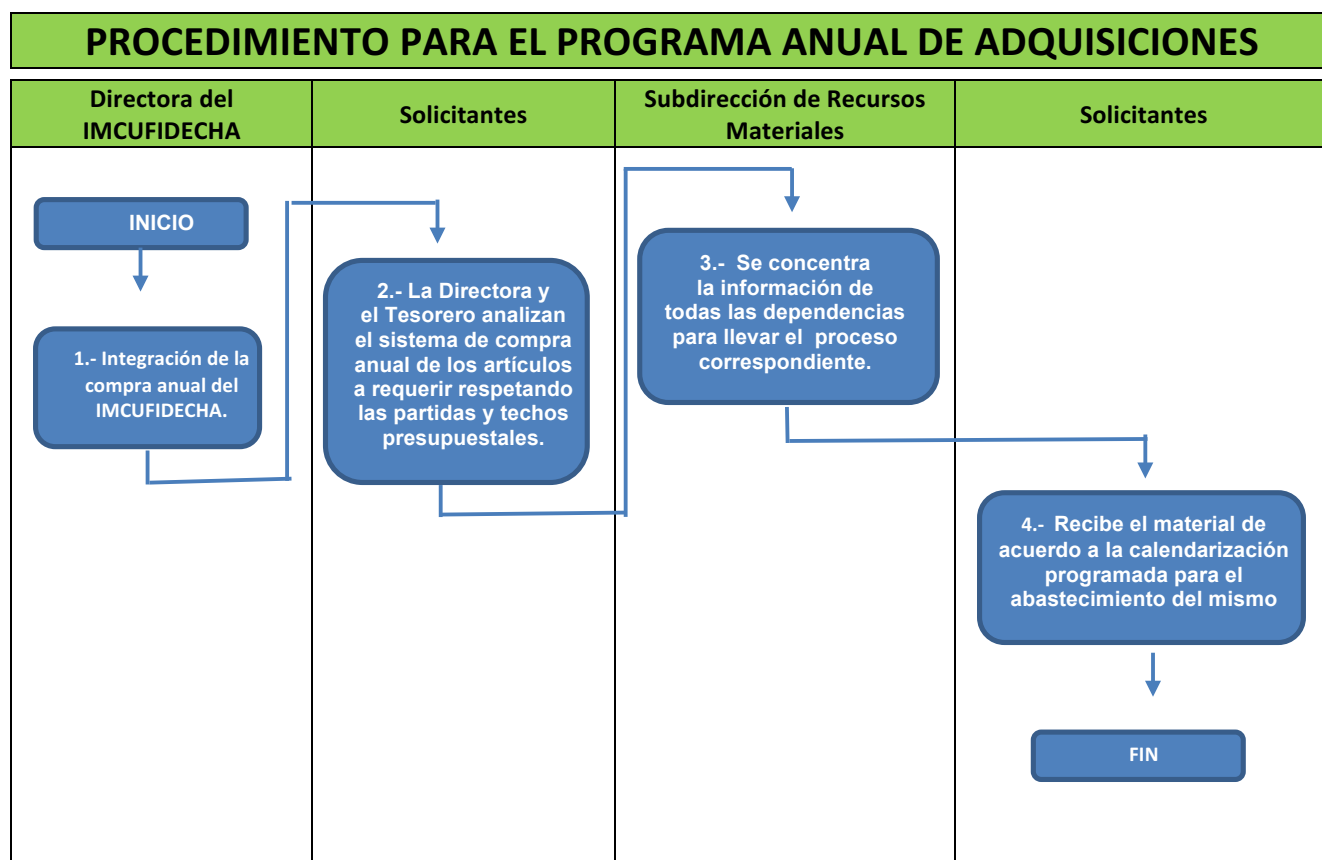 PROCEDIMIENTO PARA EL PROGRAMA ANUAL DE ADQUISICIONES
Directora del
IMCUFIDECHA
Solicitantes
Subdirección de Recursos
Materiales
Solicitantes
INICIO
1.- Integración de la
compra anual del
IMCUFIDECHA.
2.- La Directora y
el Tesorero analizan
el sistema de compra
anual de los artículos
a requerir respetando
las partidas y techos
presupuestales.
3.- Se concentra
la información de
todas las dependencias
para llevar el proceso
correspondiente.
4.- Recibe el material de
acuerdo a la calendarización
programada para el
abastecimiento del mismo
FIN